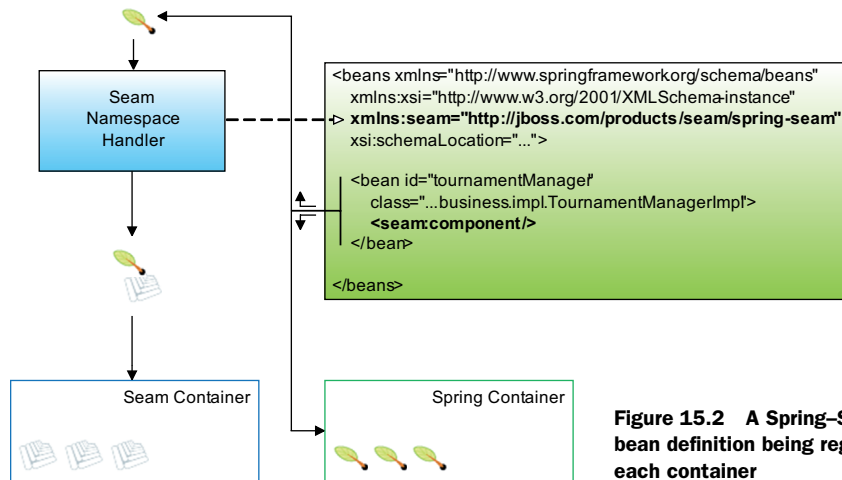 Seam
Namespace
Handler
<beans xmlns="http://www.springframework.org/schema/beans"
xmlns:xsi="http://www.w3.org/2001/XMLSchema-instance"
xmlns:seam="http://jboss.com/products/seam/spring-seam"
xsi:schemaLocation="...">
<bean id="tournamentManager"
class="...business.impl.TournamentManagerImpl">
<seam:component/>
</bean>
</beans>
Seam Container
Spring Container
Figure 15.2 A Spring–S
bean definition being reg
each container